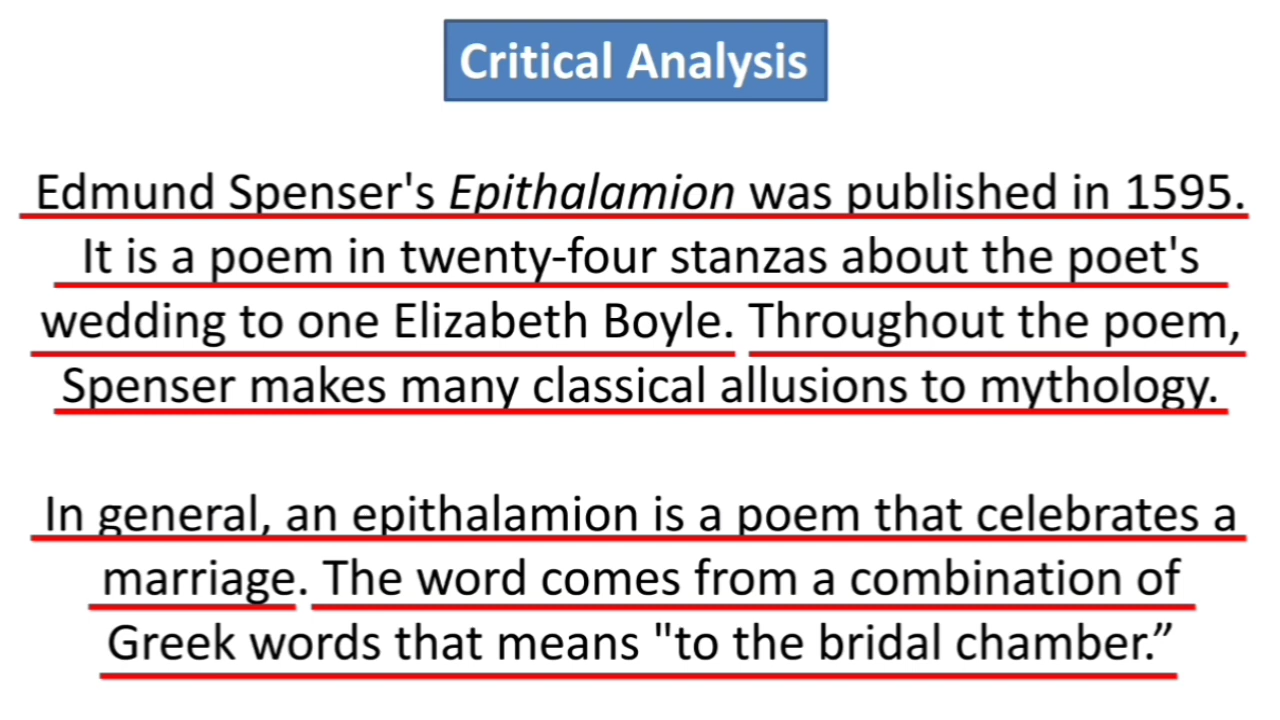 Critical Analysis
Edmund Spenser's Epithalamion was published in 1595.
It is a poem in twenty-four stanzas about the poet's
wedding to one Elizabeth Boyle. Throughout the poem,
Spenser makes many classical allusions to mythology.
In general, an epithalamion is a poem that celebrates a
marriage. The word comes from a combination of
Greek words that means "to the bridal chamber.”